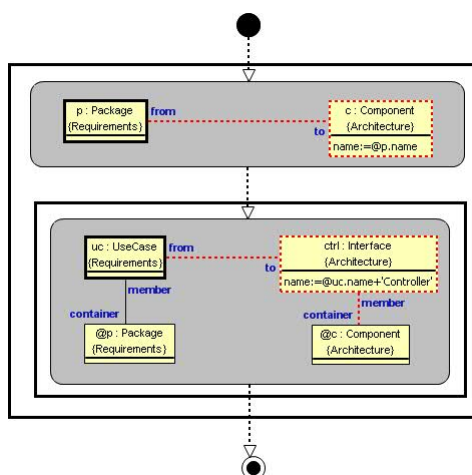 p : Package
{Requirements}
from
to
c : Component
{Architecture}
name:=@p.name
uc : UseCase
{Requirements}
from
to
ctrl : Interface
{Architecture}
name:=@uc.name+'Controller'
member
container
@p : Package
{Requirements}
member
container
@c : Component
{Architecture}